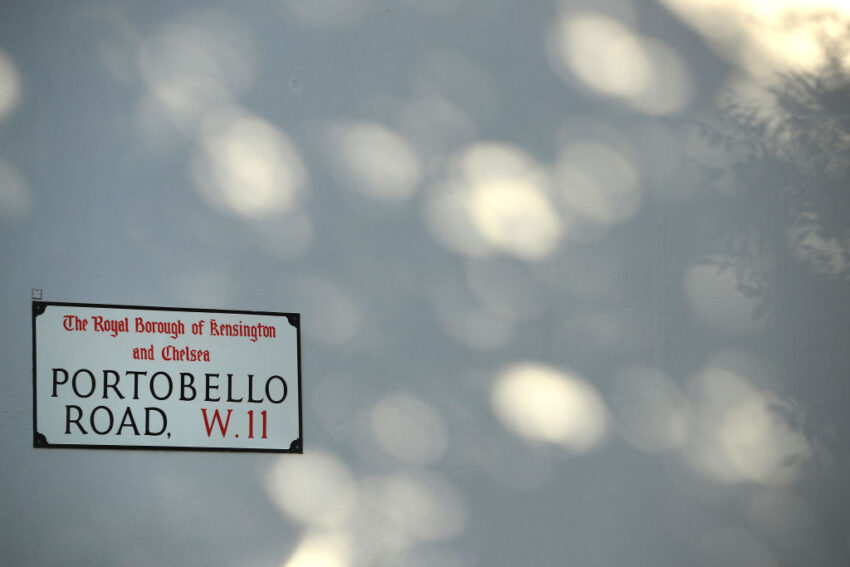 The Royal Borough of Kensington
and Chelsea
PORTOBELLO
ROAD, W.11